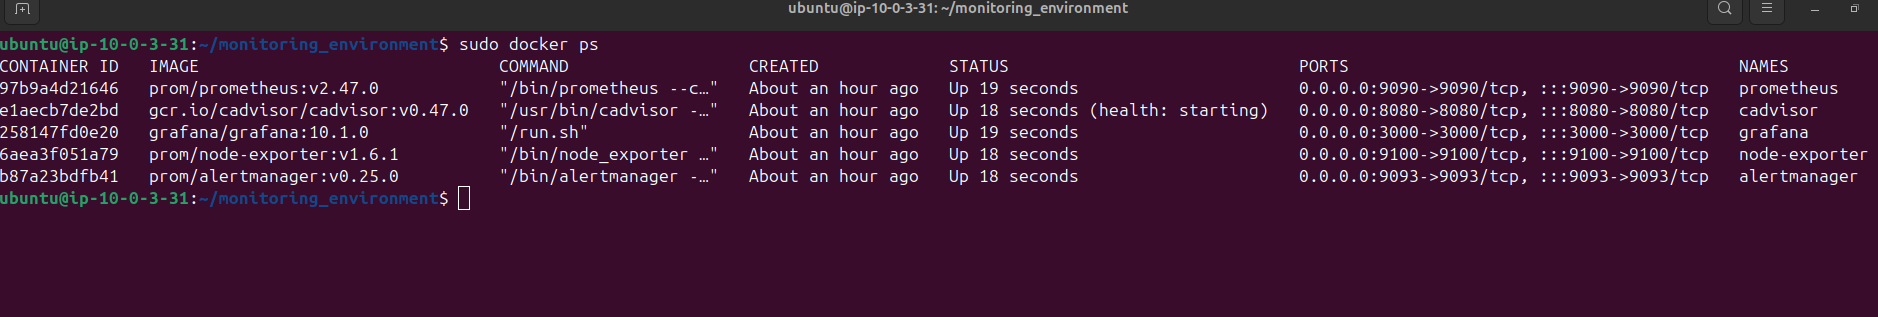 ubuntu@ip-10-0-3-31: ~/monitoring_environment
ubuntu@ip-10-0-3-31:~/monitoring_environment$ sudo docker ps
CONTAINER ID   IMAGE                              COMMAND                  CREATED             STATUS                             PORTS                                       NAMES
97b9a4d21646   prom/prometheus:v2.47.0            "/bin/prometheus --c…"   About an hour ago   Up 19 seconds                      0.0.0.0:9090->9090/tcp, :::9090->9090/tcp   prometheus
e1aecb7de2bd   gcr.io/cadvisor/cadvisor:v0.47.0   "/usr/bin/cadvisor -…"   About an hour ago   Up 18 seconds (health: starting)   0.0.0.0:8080->8080/tcp, :::8080->8080/tcp   cadvisor
258147fd0e20   grafana/grafana:10.1.0             "/run.sh"                About an hour ago   Up 19 seconds                      0.0.0.0:3000->3000/tcp, :::3000->3000/tcp   grafana
6aea3f051a79   prom/node-exporter:v1.6.1          "/bin/node_exporter …"   About an hour ago   Up 18 seconds                      0.0.0.0:9100->9100/tcp, :::9100->9100/tcp   node-exporter
b87a23bdfb41   prom/alertmanager:v0.25.0          "/bin/alertmanager -…"   About an hour ago   Up 18 seconds                      0.0.0.0:9093->9093/tcp, :::9093->9093/tcp   alertmanager
ubuntu@ip-10-0-3-31:~/monitoring_environment$